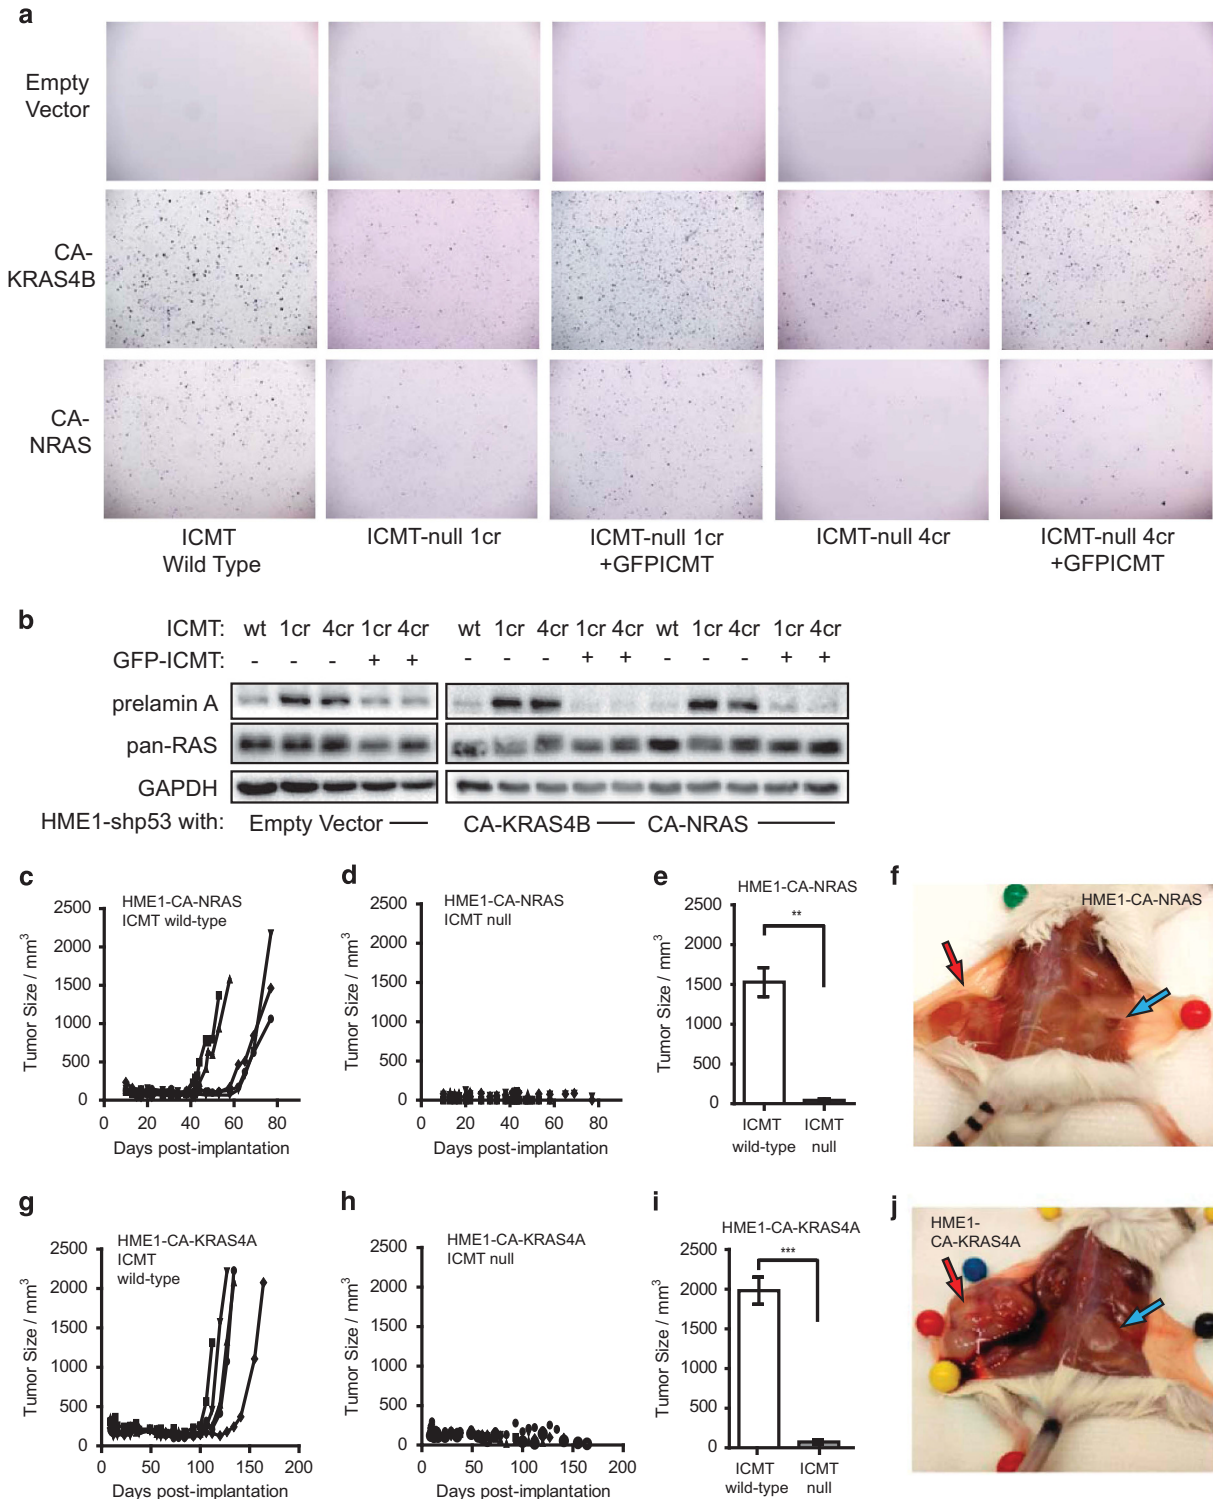 a
Empty
Vector
CA-
KRAS4B
CA-
NRAS
ICMT
Wild Type
ICMT-null 1cr
ICMT-null 1cr
+GFPICMT
ICMT-null 4cr
ICMT-null 4cr
+GFPICMT
b
ICMT: wt 1cr 4cr 1cr 4cr wt 1cr 4cr 1cr 4cr wt 1cr 4cr 1cr 4cr
GFP-ICMT: - - - + + - - - + + - - - + +
prelamin A
pan-RAS
GAPDH
HME1-shp53 with: Empty Vector CA-KRAS4B CA-NRAS
c
HME1-CA-NRAS
ICMT wild-type
Tumor Size / mm³
2500
2000
1500
1000
500
0
0 20 40 60 80
Days post-implantation
d
HME1-CA-NRAS
ICMT null
Tumor Size / mm³
2500
2000
1500
1000
500
0
0 20 40 60 80
Days post-implantation
e
HME1-CA-NRAS
**
Tumor Size / mm³
2500
2000
1500
1000
500
0
ICMT ICMT
wild-type null
f
HME1-CA-NRAS
g
HME1-CA-KRAS4A
ICMT
wild-type
Tumor Size / mm³
2500
2000
1500
1000
500
0
0 50 100 150 200
Days post-implantation
h
HME1-CA-KRAS4A
ICMT null
Tumor Size / mm³
2500
2000
1500
1000
500
0
0 50 100 150 200
Days post-implantation
i
HME1-CA-KRAS4A
***
Tumor Size / mm³
2500
2000
1500
1000
500
0
ICMT ICMT
wild-type null
j
HME1-
CA-KRAS4A